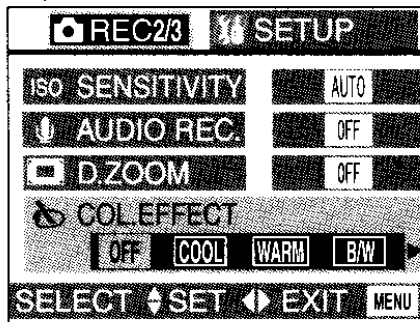 REC2/3 SETUP
ISO SENSITIVITY AUTO
AUDIO REC. OFF
D.ZOOM OFF
COL.EFFECT
OFF COOL WARM B/W
SELECT SET EXIT MENU